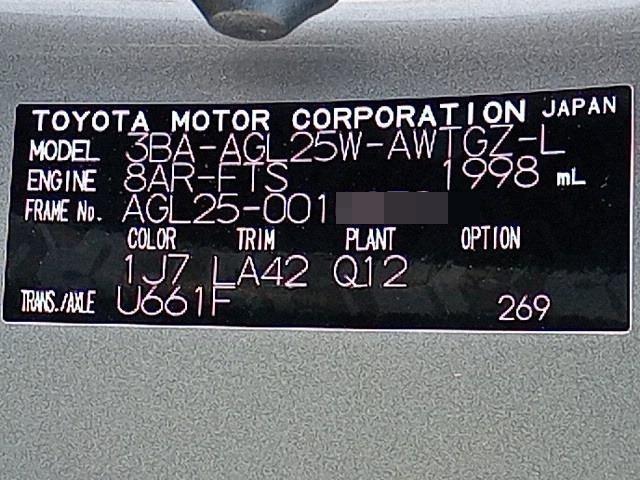 TOYOTA MOTOR CORPORATION JAPAN
MODEL 3BA-AGL25W-AWTGZ-L
ENGINE 8AR-FTS 1998 mL
FRAME No. AGL25-001
COLOR TRIM PLANT OPTION
1J7 LA42 Q12
TRANS./AXLE U661F 269